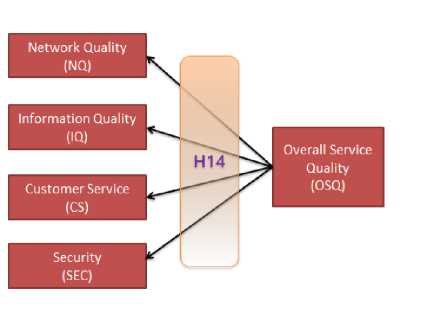 Network Quality
(NQ)
Information Quality
(IQ)
Customer Service
(CS)
Security
(SEC)
H14
Overall Service
Quality
(OSQ)